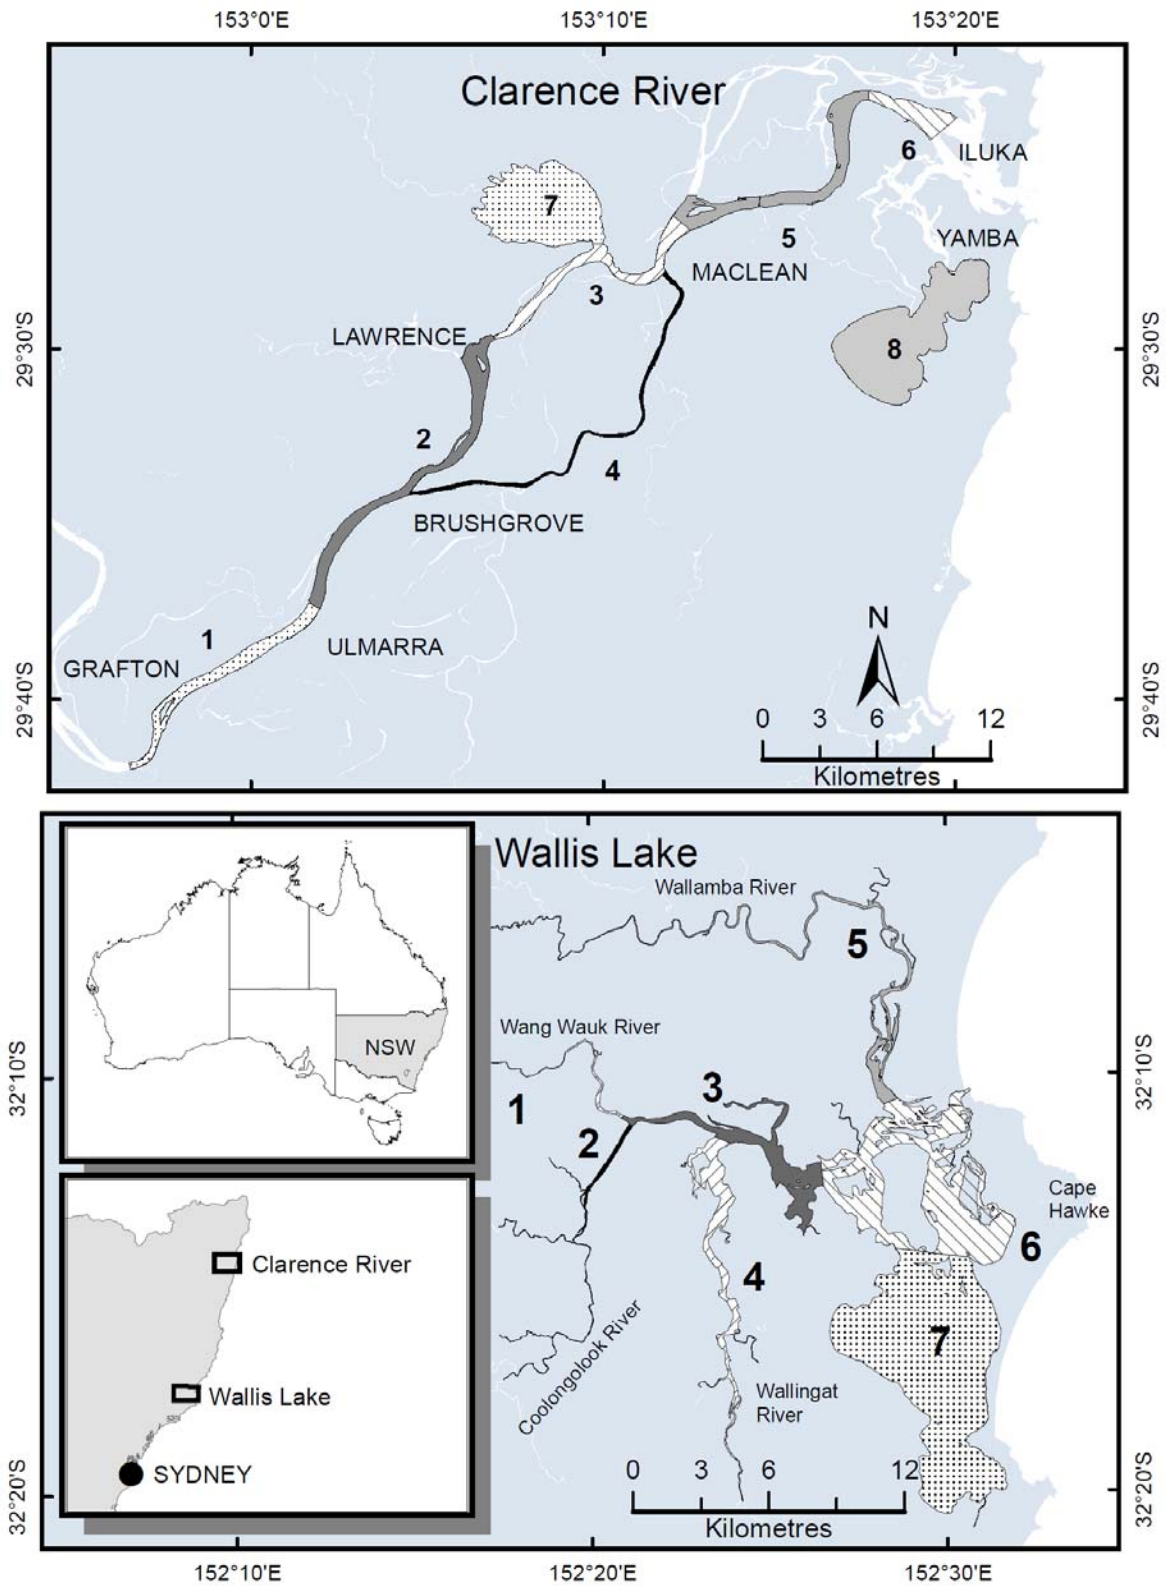 153°0'E 153°10'E 153°20'E
Clarence River
6
ILUKA
7
5
YAMBA
MACLEAN
3
LAWRENCE
29°30'S
8
29°30'S
2
4
BRUSHGROVE
N
1
ULMARRA
GRAFTON
29°40'S
29°40'S
0 3 6 12
Kilometres
Wallis Lake
Wallamba River
5
Wang Wauk River
NSW
32°10'S
32°10'S
3
1
2
Cape
Hawke
6
4
Clarence River
7
Coolongolook River
Wallis Lake
Wallingat
River
SYDNEY
0 3 6 12
Kilometres
32°20'S
32°20'S
152°10'E 152°20'E 152°30'E